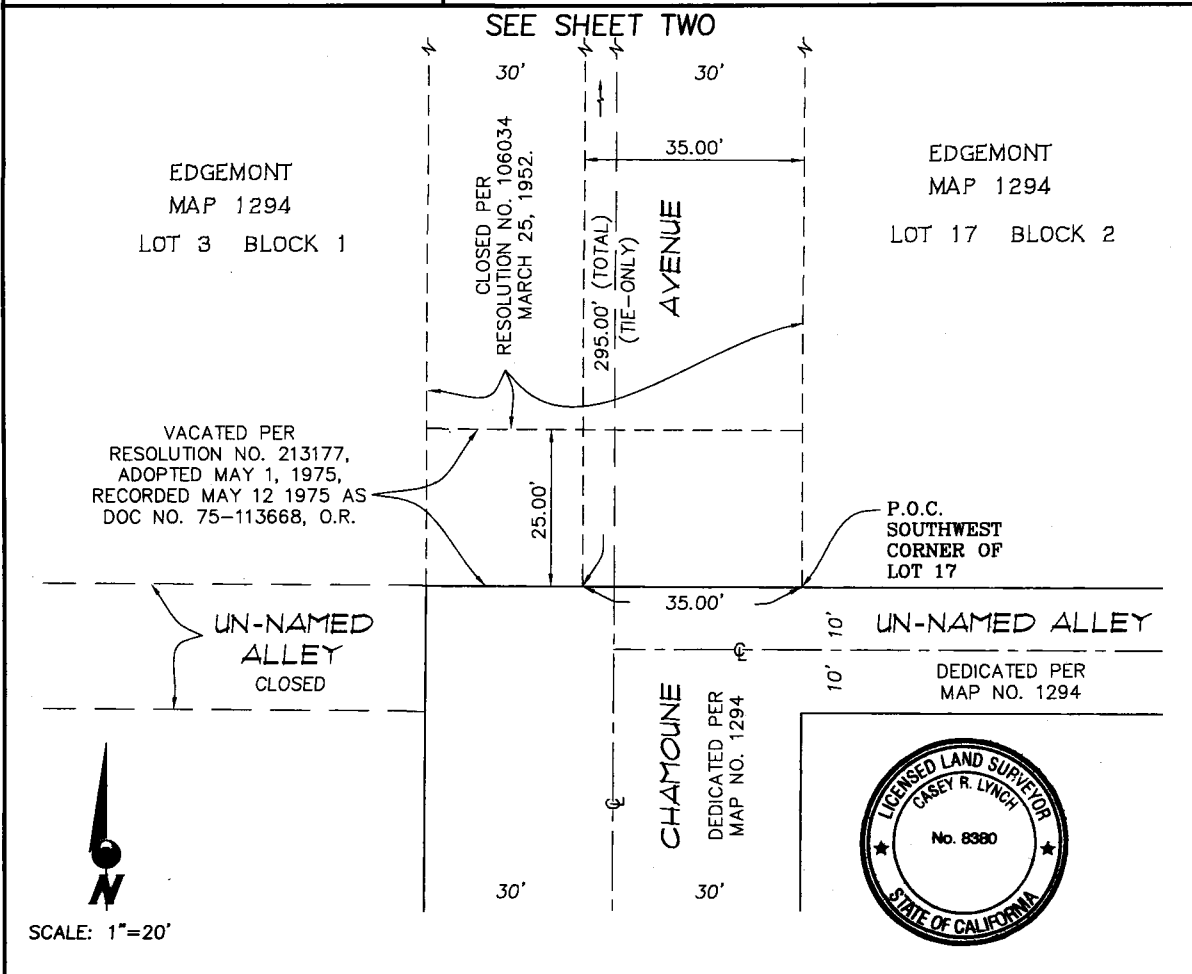 SEE SHEET TWO
30'
30'
35.00'
EDGEMONT
MAP 1294
LOT 3 BLOCK 1
CLOSED PER
RESOLUTION NO. 106034
MARCH 25, 1952.
295.00' (TOTAL)
(TIE-ONLY)
AVENUE
EDGEMONT
MAP 1294
LOT 17 BLOCK 2
VACATED PER
RESOLUTION NO. 213177,
ADOPTED MAY 1, 1975,
RECORDED MAY 12 1975 AS
DOC NO. 75-113668, O.R.
25.00'
P.O.C.
SOUTHWEST
CORNER OF
LOT 17
35.00'
UN-NAMED
ALLEY
CLOSED
10'
10'
UN-NAMED ALLEY
DEDICATED PER
MAP NO. 1294
CHAMOUNE
DEDICATED PER
MAP NO. 1294
30'
30'
N
SCALE: 1"=20'
LICENSED LAND SURVEYOR
CASEY R. LYNCH
No. 8380
STATE OF CALIFORNIA